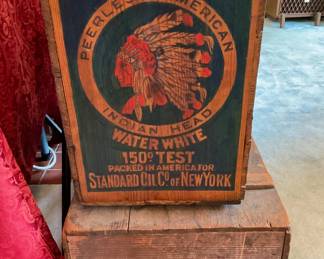 PEERLESS AMERICAN
INDIAN HEAD
WATER WHITE
150° TEST
PACKED IN AMERICA FOR
STANDARD OIL CO OF NEW YORK